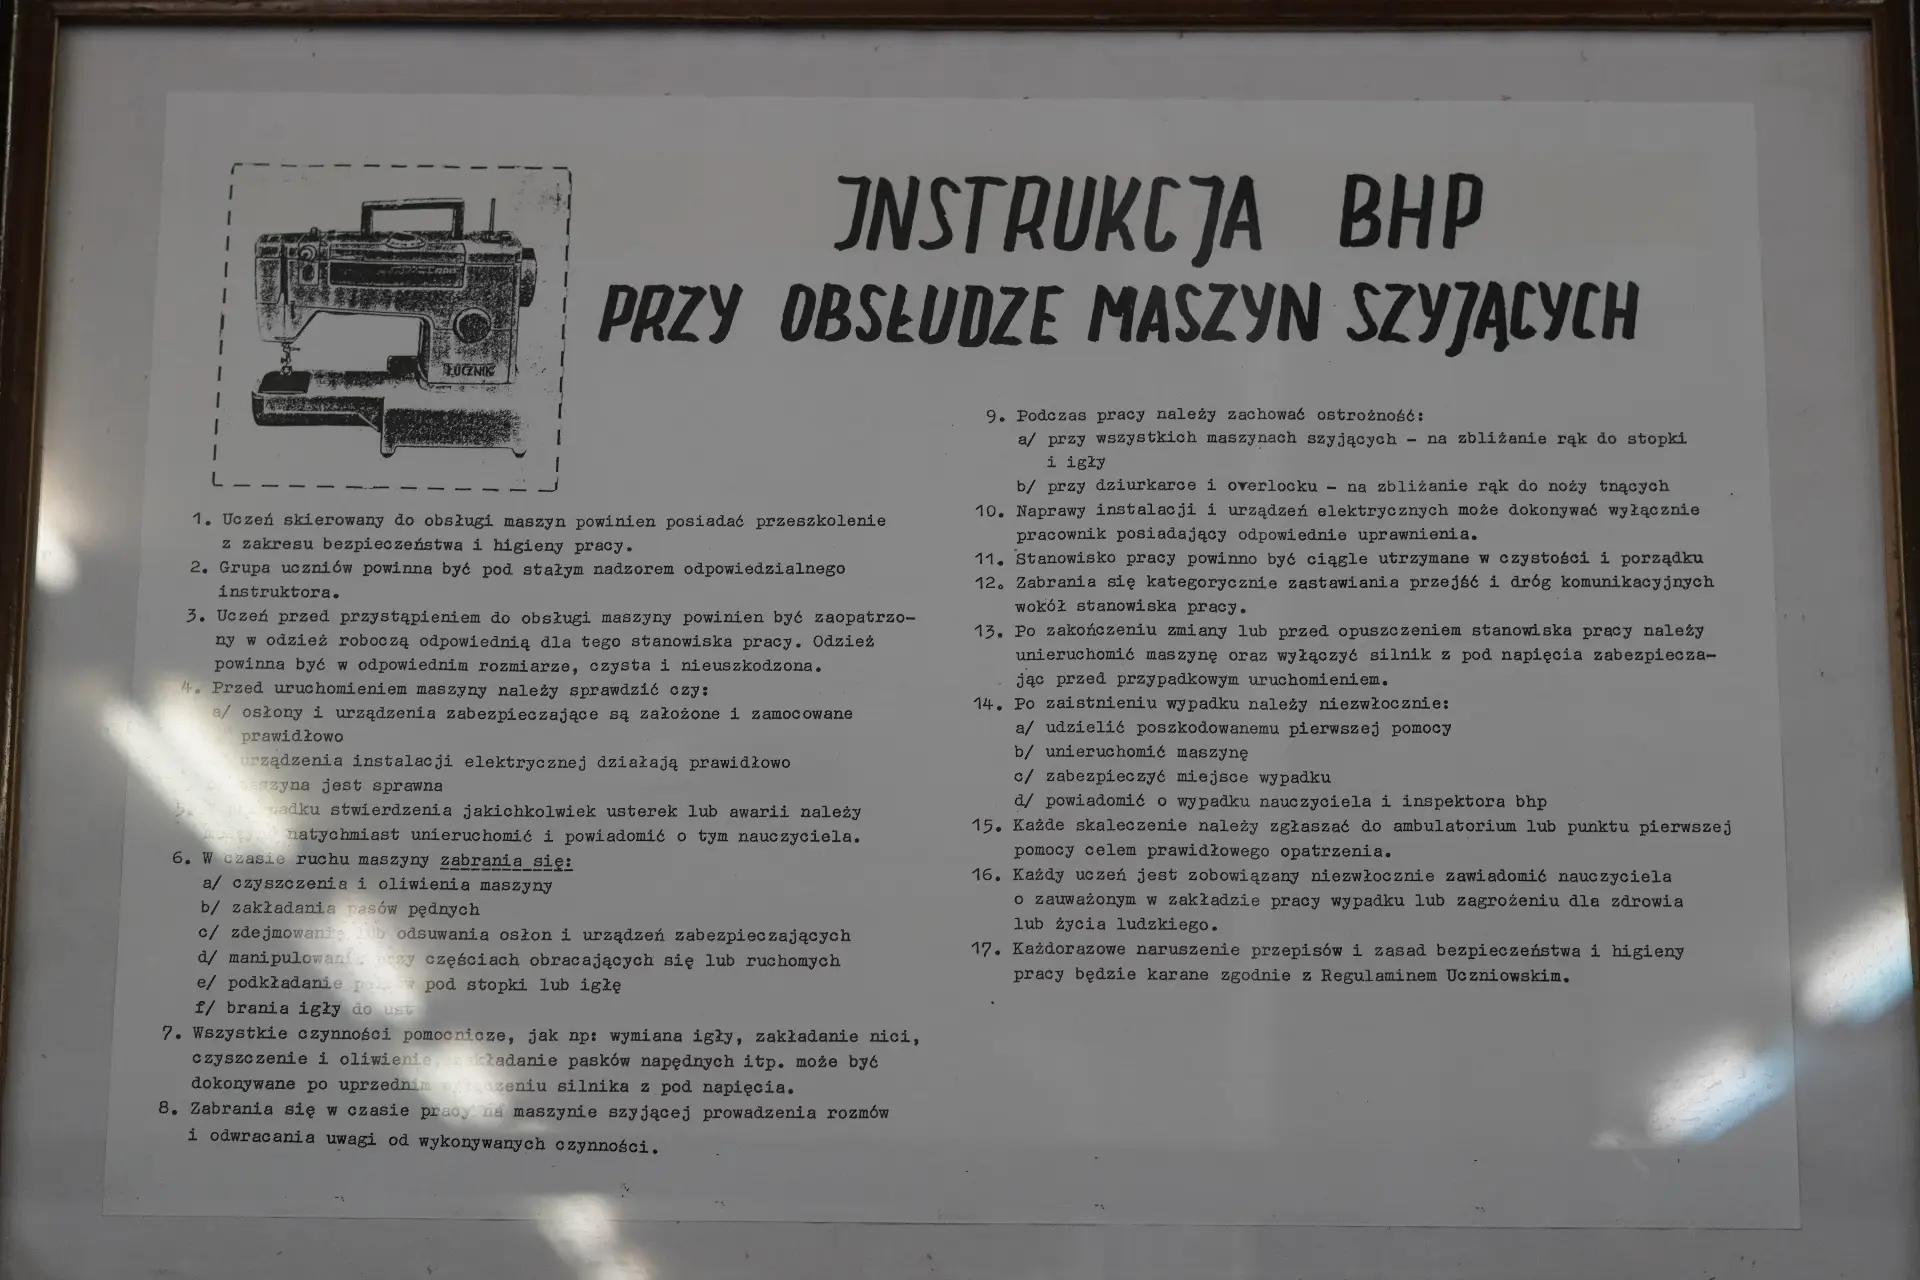 INSTRUKCJA BHP
PRZY OBSŁUDZE MASZYN SZYJĄCYCH
ŁUCZNIK
1. Uczeń skierowany do obsługi maszyn powinien posiadać przeszkolenie
z zakresu bezpieczeństwa i higieny pracy.
2. Grupa uczniów powinna być pod stałym nadzorem odpowiedzialnego
instruktora.
3. Uczeń przed przystąpieniem do obsługi maszyny powinien być zaopatrzo-
ny w odzież roboczą odpowiednią dla tego stanowiska pracy. Odzież
powinna być w odpowiednim rozmiarze, czysta i nieuszkodzona.
4. Przed uruchomieniem maszyny należy sprawdzić czy:
a/ osłony i urządzenia zabezpieczające są założone i zamocowane
prawidłowo
urządzenia instalacji elektrycznej działają prawidłowo
maszyna jest sprawna
5. stwierdzenia jakichkolwiek usterek lub awarii należy
natychmiast unieruchomić i powiadomić o tym nauczyciela.
6. W czasie ruchu maszyny zabrania się:
a/ czyszczenia i oliwienia maszyny
b/ zakładania pasów pędnych
c/ zdejmowania lub odsuwania osłon i urządzeń zabezpieczających
d/ manipulowania przy częściach obracających się lub ruchomych
e/ podkładanie pod stopki lub igłę
f/ brania igły do ust
7. Wszystkie czynności pomocnicze, jak np: wymiana igły, zakładanie nici,
czyszczenie i oliwienie, zakładanie pasków napędnych itp. może być
dokonywane po uprzednim wyłączeniu silnika z pod napięcia.
8. Zabrania się w czasie pracy na maszynie szyjącej prowadzenia rozmów
i odwracania uwagi od wykonywanych czynności.
9. Podczas pracy należy zachować ostrożność:
a/ przy wszystkich maszynach szyjących - na zbliżanie rąk do stopki
i igły
b/ przy dziurkarce i overlocku - na zbliżanie rąk do noży tnących
10. Naprawy instalacji i urządzeń elektrycznych może dokonywać wyłącznie
pracownik posiadający odpowiednie uprawnienia.
11. Stanowisko pracy powinno być ciągle utrzymane w czystości i porządku
12. Zabrania się kategorycznie zastawiania przejść i dróg komunikacyjnych
wokół stanowiska pracy.
13. Po zakończeniu zmiany lub przed opuszczeniem stanowiska pracy należy
unieruchomić maszynę oraz wyłączyć silnik z pod napięcia zabezpiecza-
jąc przed przypadkowym uruchomieniem.
14. Po zaistnieniu wypadku należy niezwłocznie:
a/ udzielić poszkodowanemu pierwszej pomocy
b/ unieruchomić maszynę
c/ zabezpieczyć miejsce wypadku
d/ powiadomić o wypadku nauczyciela i inspektora bhp
15. Każde skaleczenie należy zgłaszać do ambulatorium lub punktu pierwszej
pomocy celem prawidłowego opatrzenia.
16. Każdy uczeń jest zobowiązany niezwłocznie zawiadomić nauczyciela
o zauważonym w zakładzie pracy wypadku lub zagrożeniu dla zdrowia
lub życia ludzkiego.
17. Każdorazowe naruszenie przepisów i zasad bezpieczeństwa i higieny
pracy będzie karane zgodnie z Regulaminem Uczniowskim.